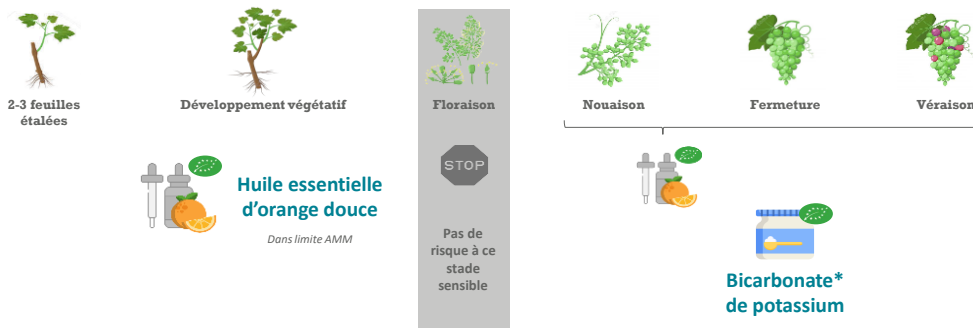 2-3 feuilles
étalées
Développement végétatif
Floraison
Nouaison
Fermeture
Véraison
Huile essentielle
d'orange douce
Dans limite AMM
STOP
Pas de
risque à ce
stade
sensible
Bicarbonate*
de potassium